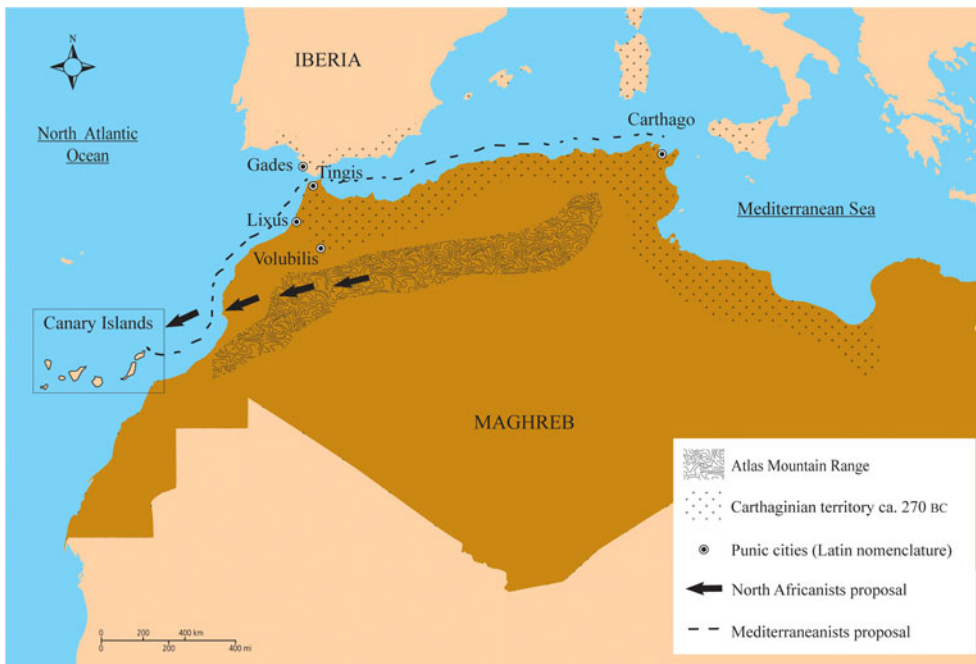 N
IBERIA
North Atlantic
Ocean
Carthago
Gades
Tingis
Mediterranean Sea
Lixus
Volubilis
Canary Islands
MAGHREB
Atlas Mountain Range
Carthaginian territory ca. 270 BC
Punic cities (Latin nomenclature)
North Africanists proposal
Mediterraneanists proposal
0 200 400 km
0 200 400 mi